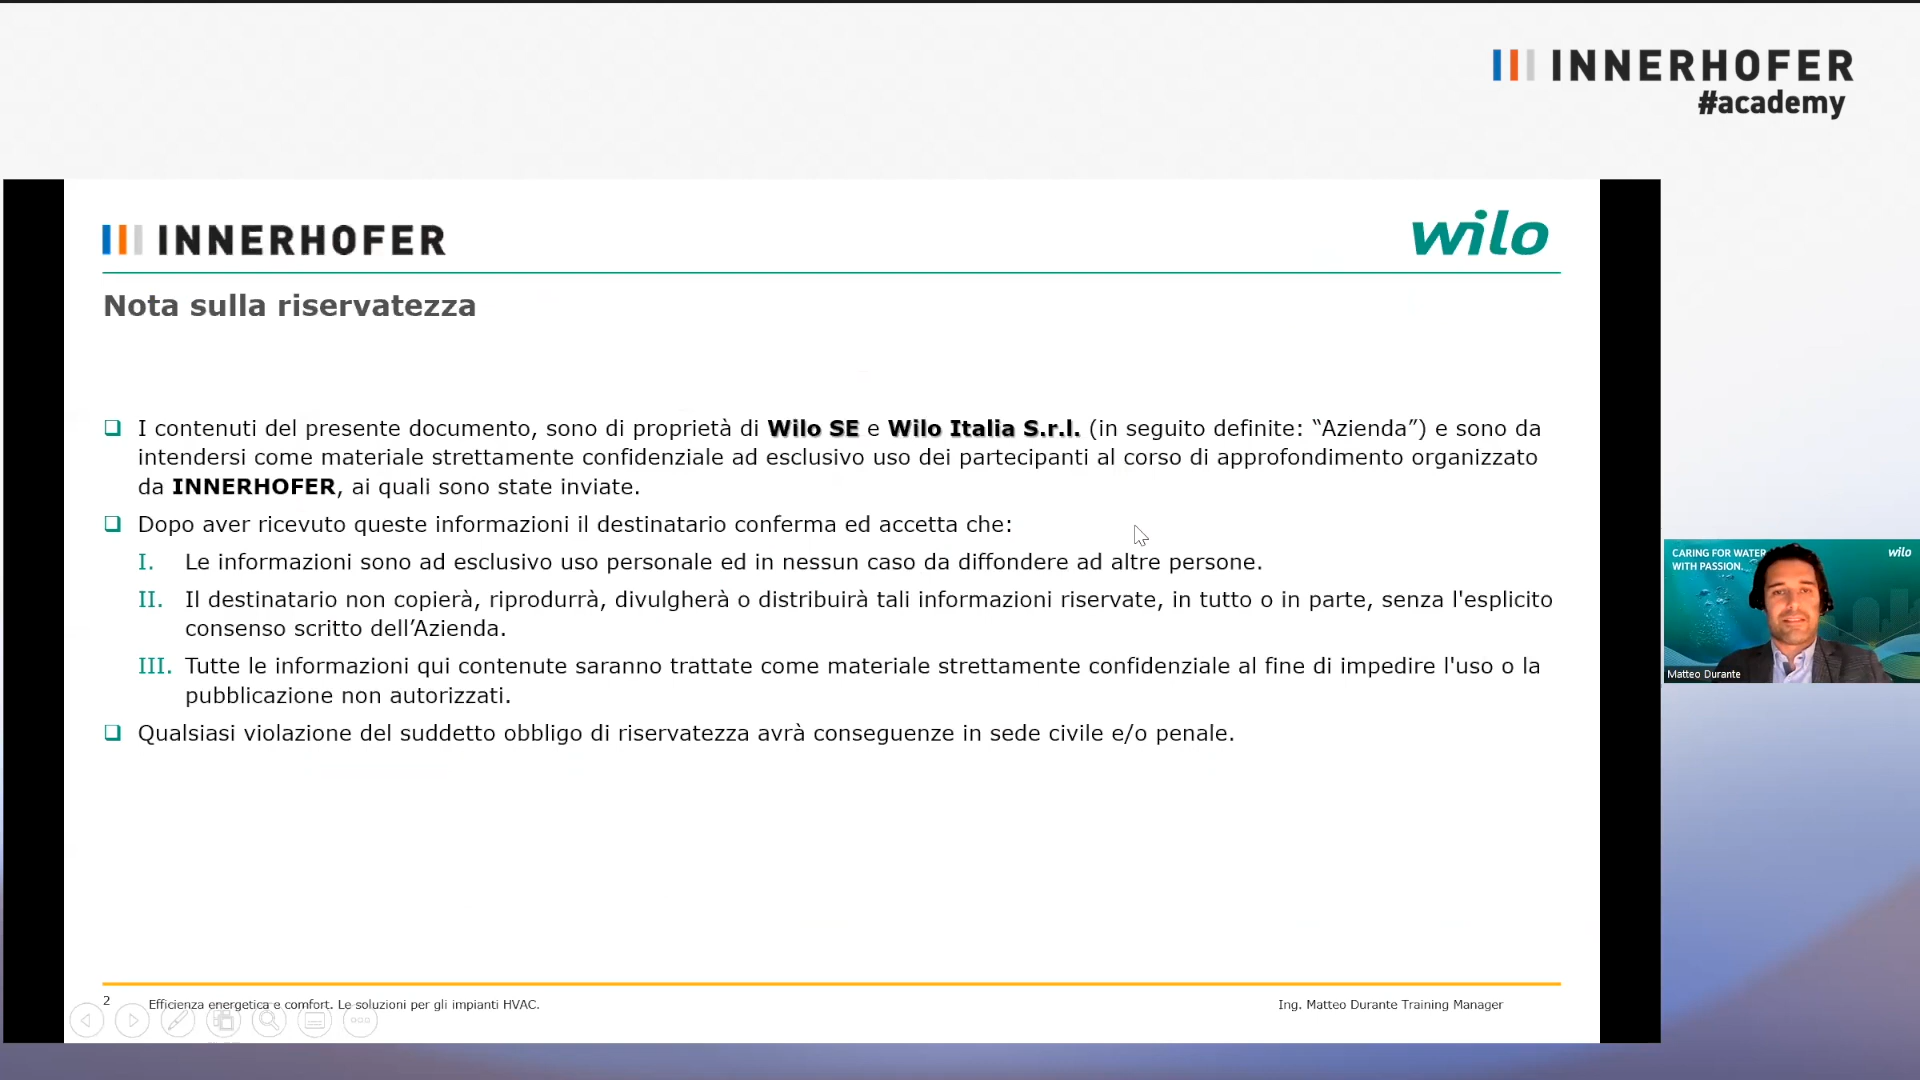 INNERHOFER
#academy
INNERHOFER
wilo
Nota sulla riservatezza
❑ I contenuti del presente documento, sono di proprietà di Wilo SE e Wilo Italia S.r.l. (in seguito definite: “Azienda”) e sono da
intendersi come materiale strettamente confidenziale ad esclusivo uso dei partecipanti al corso di approfondimento organizzato
da INNERHOFER, ai quali sono state inviate.
❑ Dopo aver ricevuto queste informazioni il destinatario conferma ed accetta che:
I. Le informazioni sono ad esclusivo uso personale ed in nessun caso da diffondere ad altre persone.
II. Il destinatario non copierà, riprodurrà, divulgherà o distribuirà tali informazioni riservate, in tutto o in parte, senza l'esplicito
consenso scritto dell’Azienda.
III. Tutte le informazioni qui contenute saranno trattate come materiale strettamente confidenziale al fine di impedire l'uso o la
pubblicazione non autorizzati.
❑ Qualsiasi violazione del suddetto obbligo di riservatezza avrà conseguenze in sede civile e/o penale.
2
Efficienza energetica e comfort. Le soluzioni per gli impianti HVAC.
Ing. Matteo Durante Training Manager
CARING FOR WATER
WITH PASSION.
wilo
Matteo Durante